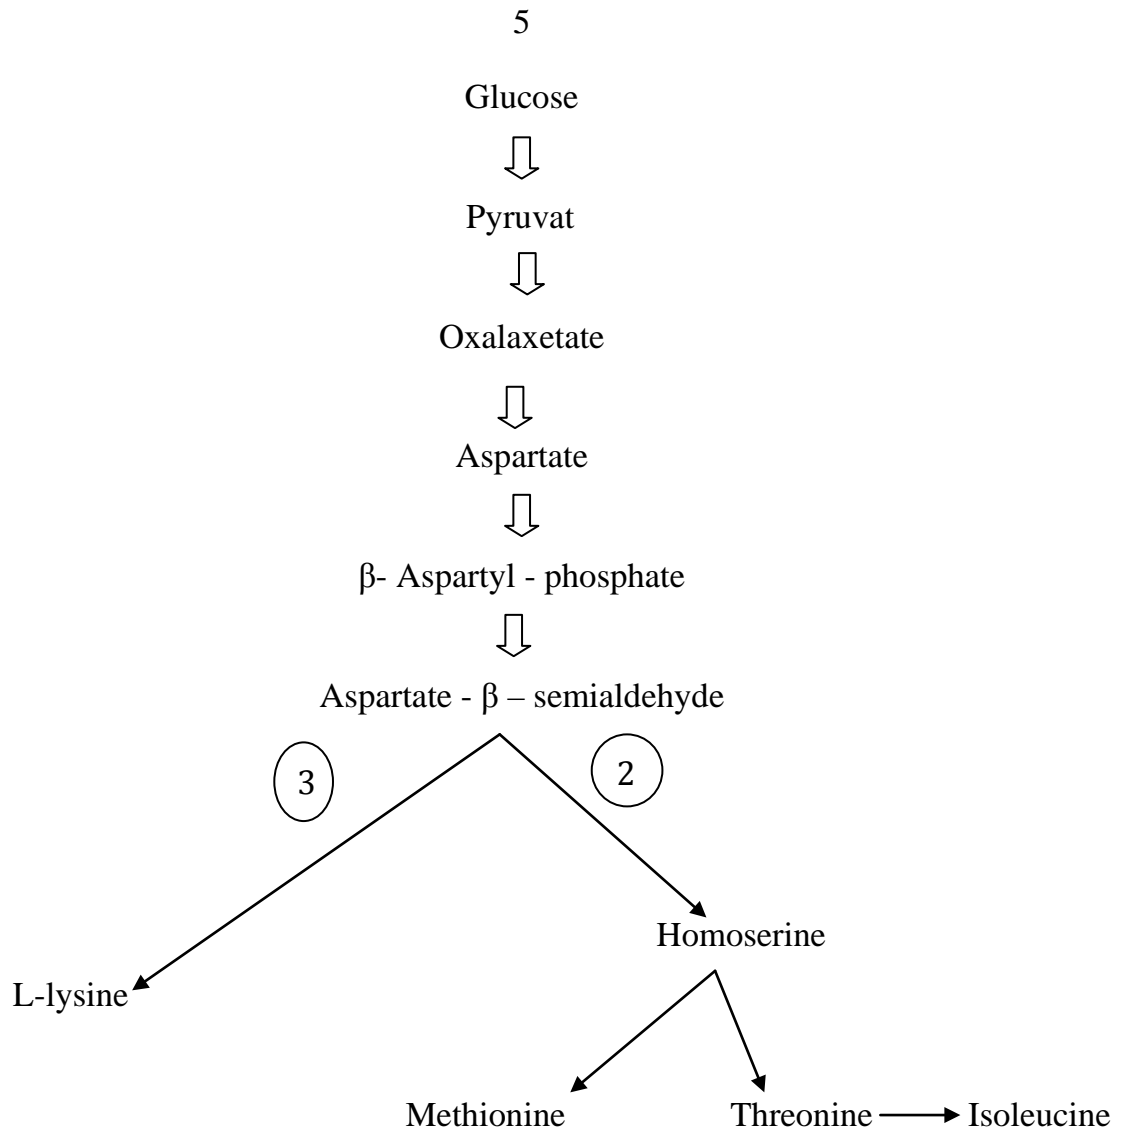 5
Glucose
Pyruvat
Oxalaxetate
Aspartate
β- Aspartyl - phosphate
Aspartate - β – semialdehyde
3
2
Homoserine
L-lysine
Methionine
Threonine
Isoleucine